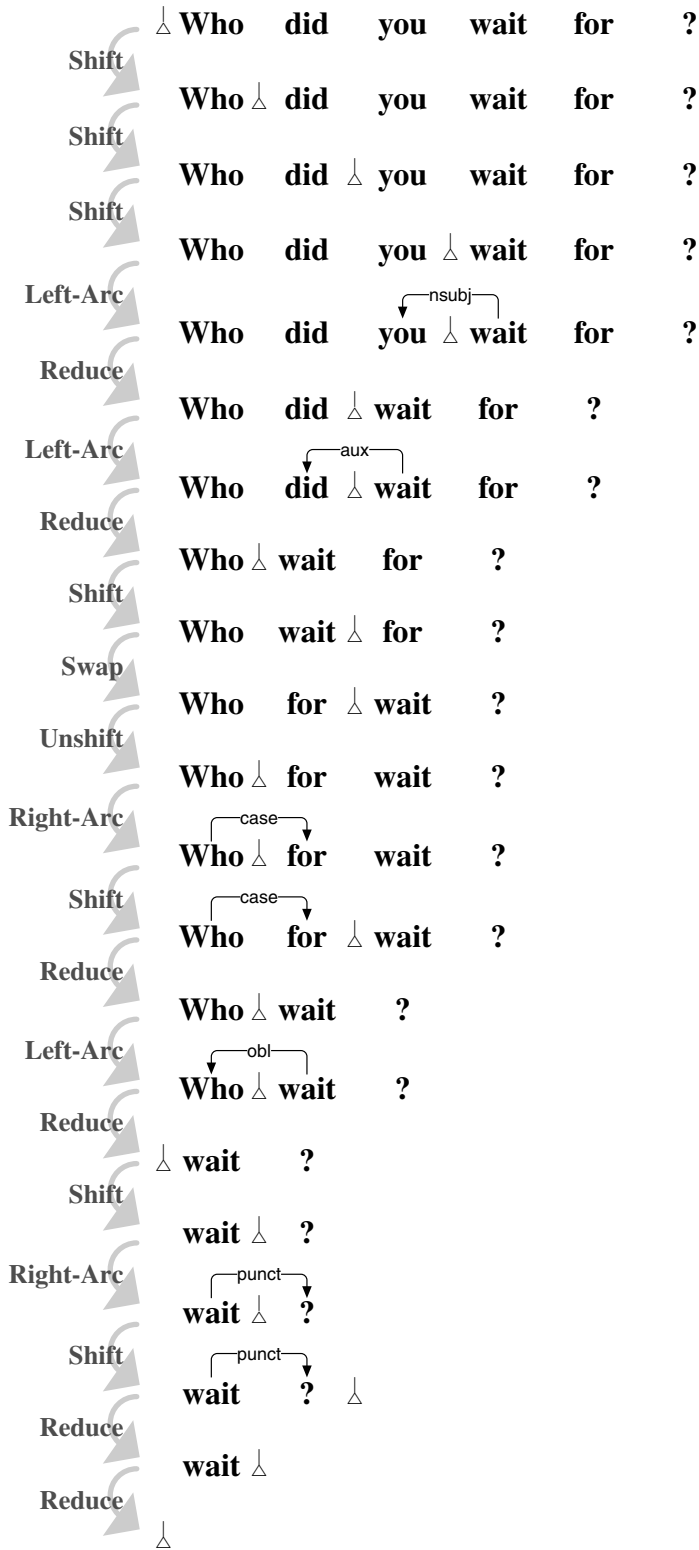 Who did you wait for ?
Shift
Who did you wait for ?
Shift
Who did you wait for ?
Shift
Who did you wait for ?
Left-Arc
nsubj
Who did you wait for ?
Reduce
Who did wait for ?
Left-Arc
aux
Who did wait for ?
Reduce
Who wait for ?
Shift
Who wait for ?
Swap
Who for wait ?
Unshift
Who for wait ?
Right-Arc
case
Who for wait ?
Shift
case
Who for wait ?
Reduce
Who wait ?
Left-Arc
obl
Who wait ?
Reduce
wait ?
Shift
wait ?
Right-Arc
punct
wait ?
Shift
punct
wait ?
Reduce
wait
Reduce